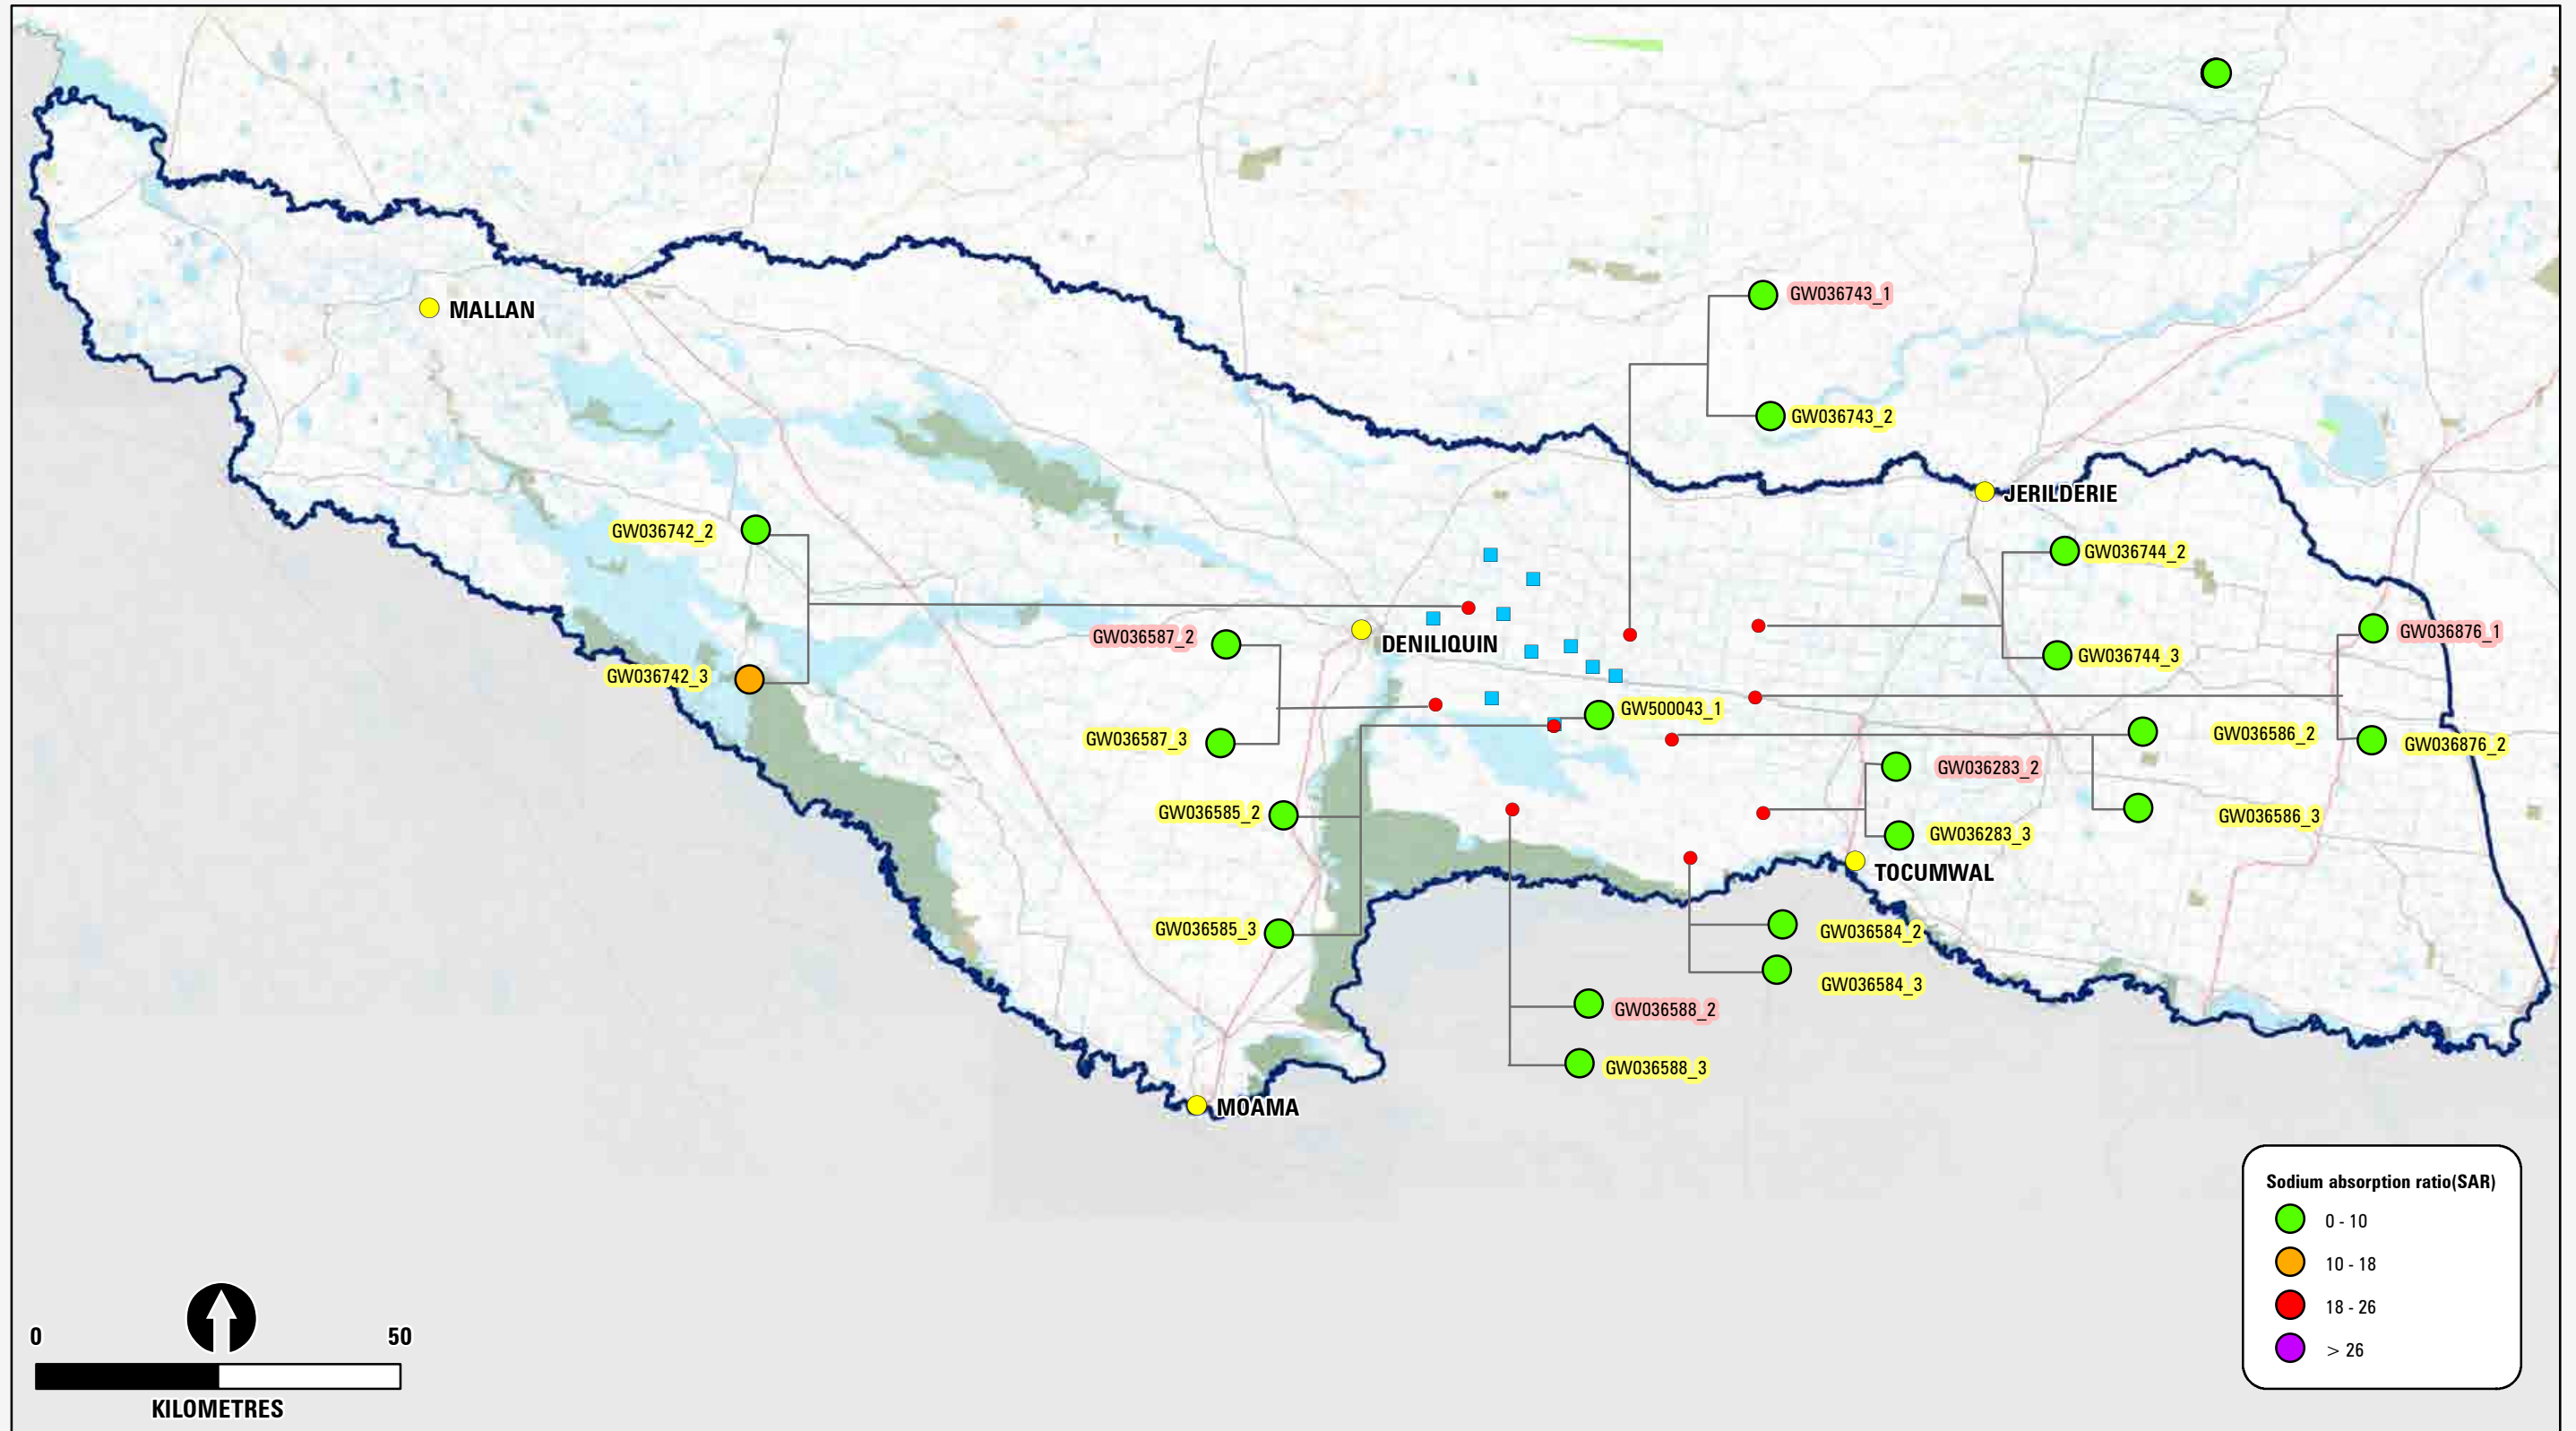 GW036743_1
MALLAN
GW036743_2
JERILDERIE
GW036742_2
GW036744_2
GW036587_2
DENILIQUIN
GW036876_1
GW036744_3
GW036742_3
GW500043_1
GW036587_3
GW036586_2
GW036876_2
GW036283_2
GW036585_2
GW036586_3
GW036283_3
TOCUMWAL
GW036585_3
GW036584_2
GW036584_3
GW036588_2
GW036588_3
MOAMA
Sodium absorption ratio(SAR)
0 - 10
10 - 18
18 - 26
> 26
0 50
KILOMETRES